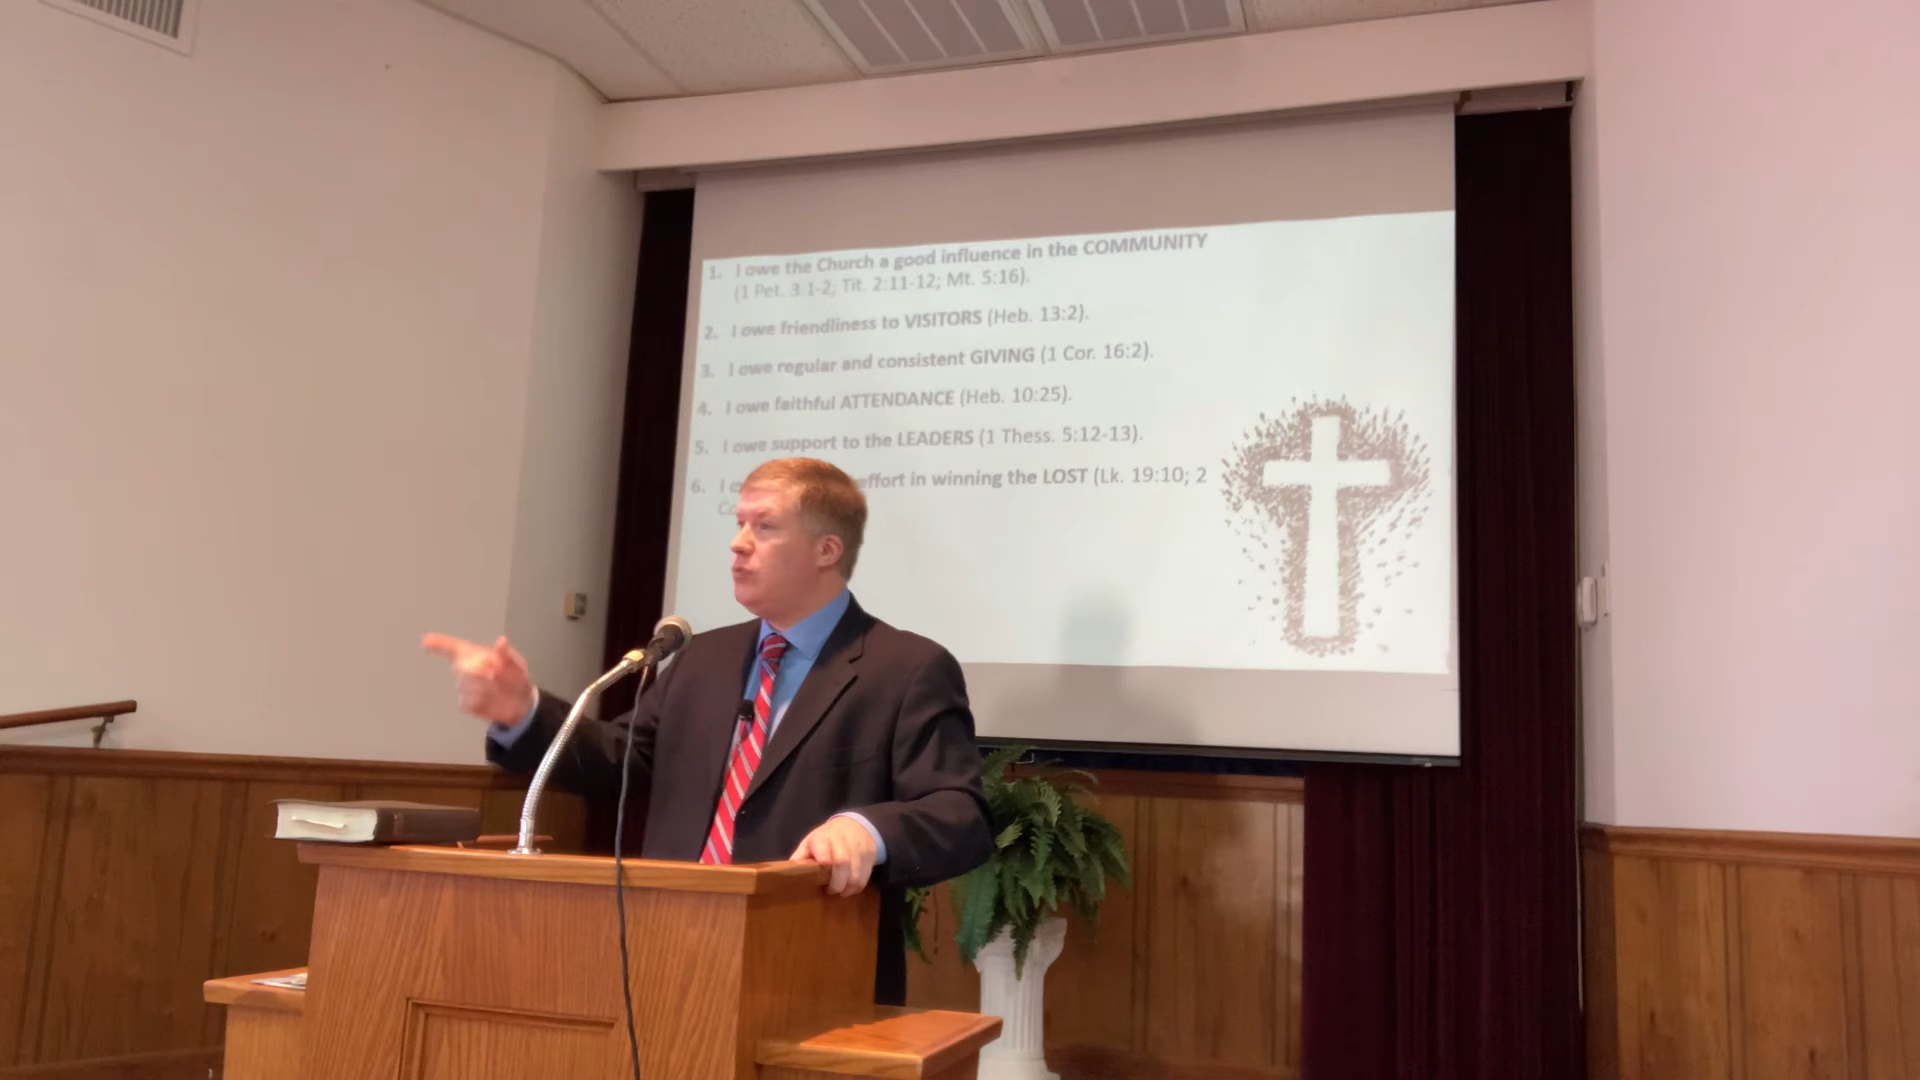 1. I owe the Church a good influence in the COMMUNITY
(1 Pet. 3:1-2; Tit. 2:11-12; Mt. 5:16).
2. I owe friendliness to VISITORS (Heb. 13:2).
3. I owe regular and consistent GIVING (1 Cor. 16:2).
4. I owe faithful ATTENDANCE (Heb. 10:25).
5. I owe support to the LEADERS (1 Thess. 5:12-13).
6. I effort in winning the LOST (Lk. 19:10; 2